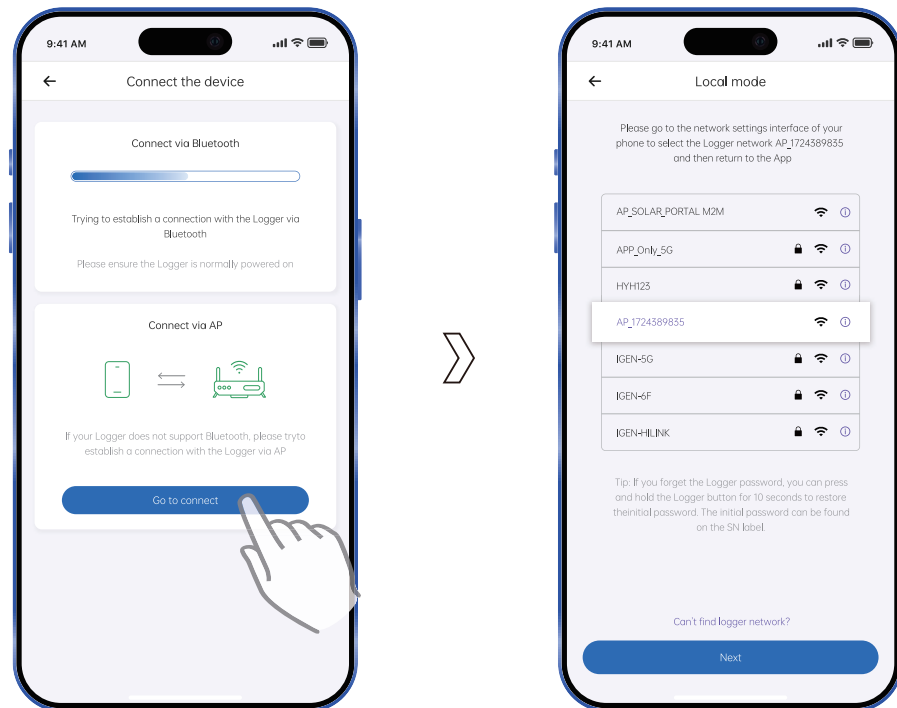 9:41 AM
Connect the device
Connect via Bluetooth
Trying to establish a connection with the Logger via
Bluetooth
Please ensure the Logger is normally powered on
Connect via AP
If your Logger does not support Bluetooth, please tryto
establish a connection with the Logger via AP
Go to connect
9:41 AM
Local mode
Please go to the network settings interface of your
phone to select the Logger network AP_1724389835
and then return to the App
AP_SOLAR_PORTAL M2M
APP_Only_5G
HYH123
AP_1724389835
IGEN-5G
IGEN-6F
IGEN-HILINK
Tip: If you forget the Logger password, you can press
and hold the Logger button for 10 seconds to restore
theinitial password. The initial password can be found
on the SN label.
Can't find logger network?
Next